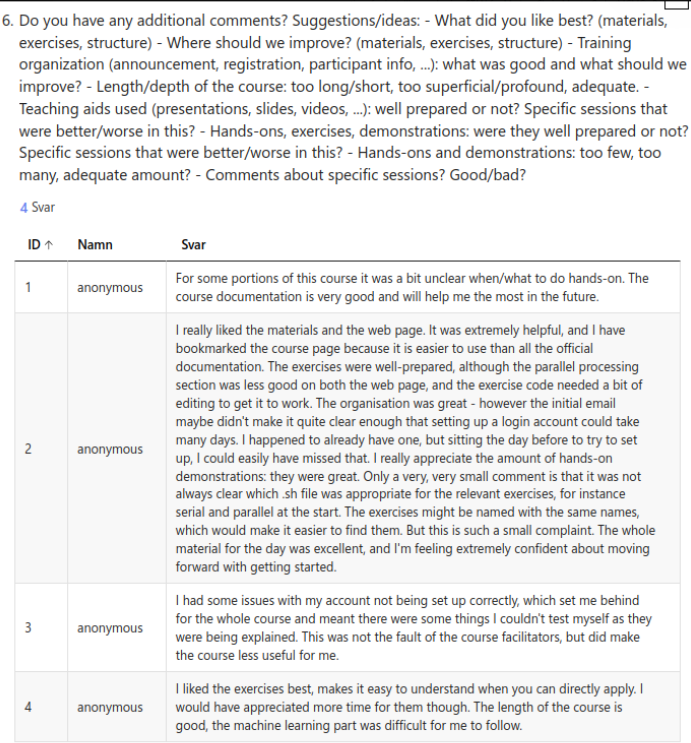 6. Do you have any additional comments? Suggestions/ideas: - What did you like best? (materials,
exercises, structure) - Where should we improve? (materials, exercises, structure) - Training
organization (announcement, registration, participant info, ...): what was good and what should we
improve? - Length/depth of the course: too long/short, too superficial/profound, adequate. -
Teaching aids used (presentations, slides, videos, ...): well prepared or not? Specific sessions that
were better/worse in this? - Hands-ons, exercises, demonstrations: were they well prepared or not?
Specific sessions that were better/worse in this? - Hands-ons and demonstrations: too few, too
many, adequate amount? - Comments about specific sessions? Good/bad?
4 Svar
ID ↑ Namn Svar
1 anonymous
For some portions of this course it was a bit unclear when/what to do hands-on. The
course documentation is very good and will help me the most in the future.
2 anonymous
I really liked the materials and the web page. It was extremely helpful, and I have
bookmarked the course page because it is easier to use than all the official
documentation. The exercises were well-prepared, although the parallel processing
section was less good on both the web page, and the exercise code needed a bit of
editing to get it to work. The organisation was great - however the initial email
maybe didn't make it quite clear enough that setting up a login account could take
many days. I happened to already have one, but sitting the day before to try to set
up, I could easily have missed that. I really appreciate the amount of hands-on
demonstrations: they were great. Only a very, very small comment is that it was not
always clear which .sh file was appropriate for the relevant exercises, for instance
serial and parallel at the start. The exercises might be named with the same names,
which would make it easier to find them. But this is such a small complaint. The whole
material for the day was excellent, and I'm feeling extremely confident about moving
forward with getting started.
3 anonymous
I had some issues with my account not being set up correctly, which set me behind
for the whole course and meant there were some things I couldn't test myself as they
were being explained. This was not the fault of the course facilitators, but did make
the course less useful for me.
4 anonymous
I liked the exercises best, makes it easy to understand when you can directly apply. I
would have appreciated more time for them though. The length of the course is
good, the machine learning part was difficult for me to follow.